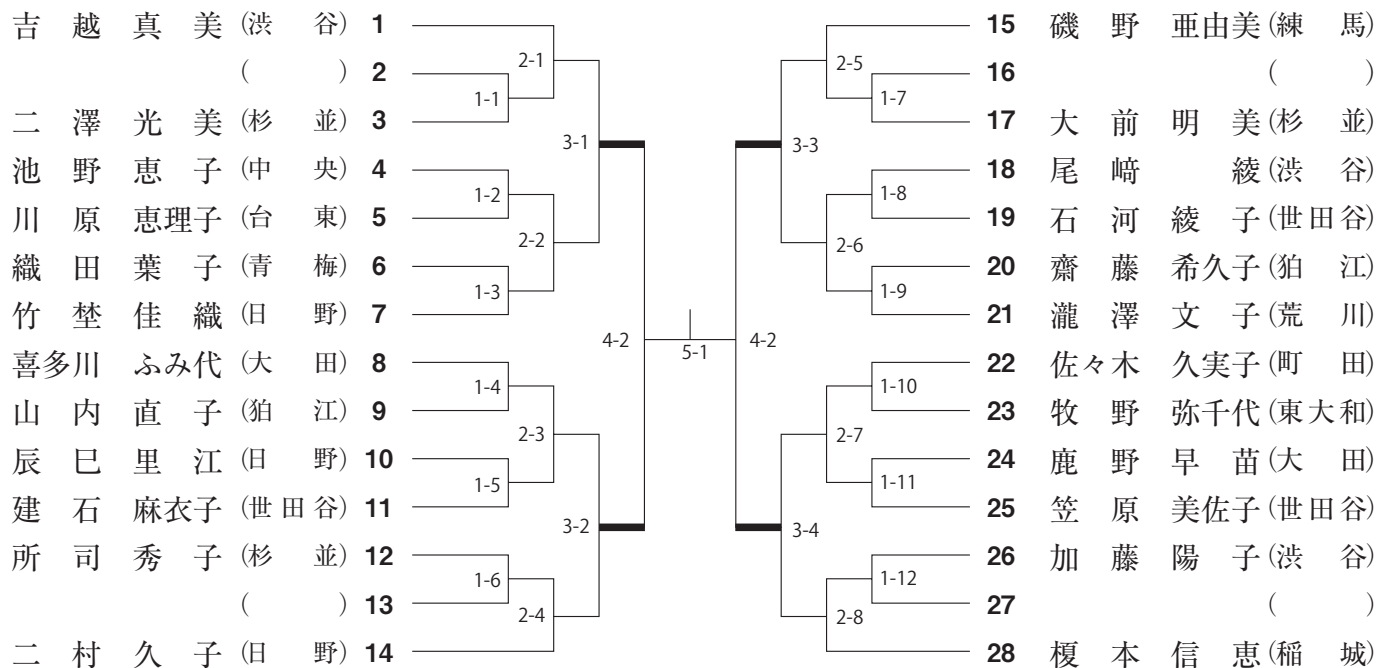 吉越真美 (渋谷) 1
( ) 2
二澤光美 (杉並) 3
池野恵子 (中央) 4
川原恵理子 (台東) 5
織田葉子 (青梅) 6
竹埜佳織 (日野) 7
喜多川ふみ代 (大田) 8
山内直子 (狛江) 9
辰巳里江 (日野) 10
建石麻衣子 (世田谷) 11
所司秀子 (杉並) 12
( ) 13
二村久子 (日野) 14
2-1
1-1
3-1
1-2
2-2
1-3
4-2
1-4
2-3
1-5
3-2
1-6
2-4
5-1
4-2
2-5
1-7
3-3
1-8
2-6
1-9
1-10
2-7
1-11
3-4
1-12
2-8
15 磯野亜由美 (練馬)
16 ( )
17 大前明美 (杉並)
18 尾﨑綾 (渋谷)
19 石河綾子 (世田谷)
20 齋藤希久子 (狛江)
21 瀧澤文子 (荒川)
22 佐々木久実子 (町田)
23 牧野弥千代 (東大和)
24 鹿野早苗 (大田)
25 笠原美佐子 (世田谷)
26 加藤陽子 (渋谷)
27 ( )
28 榎本信恵 (稲城)